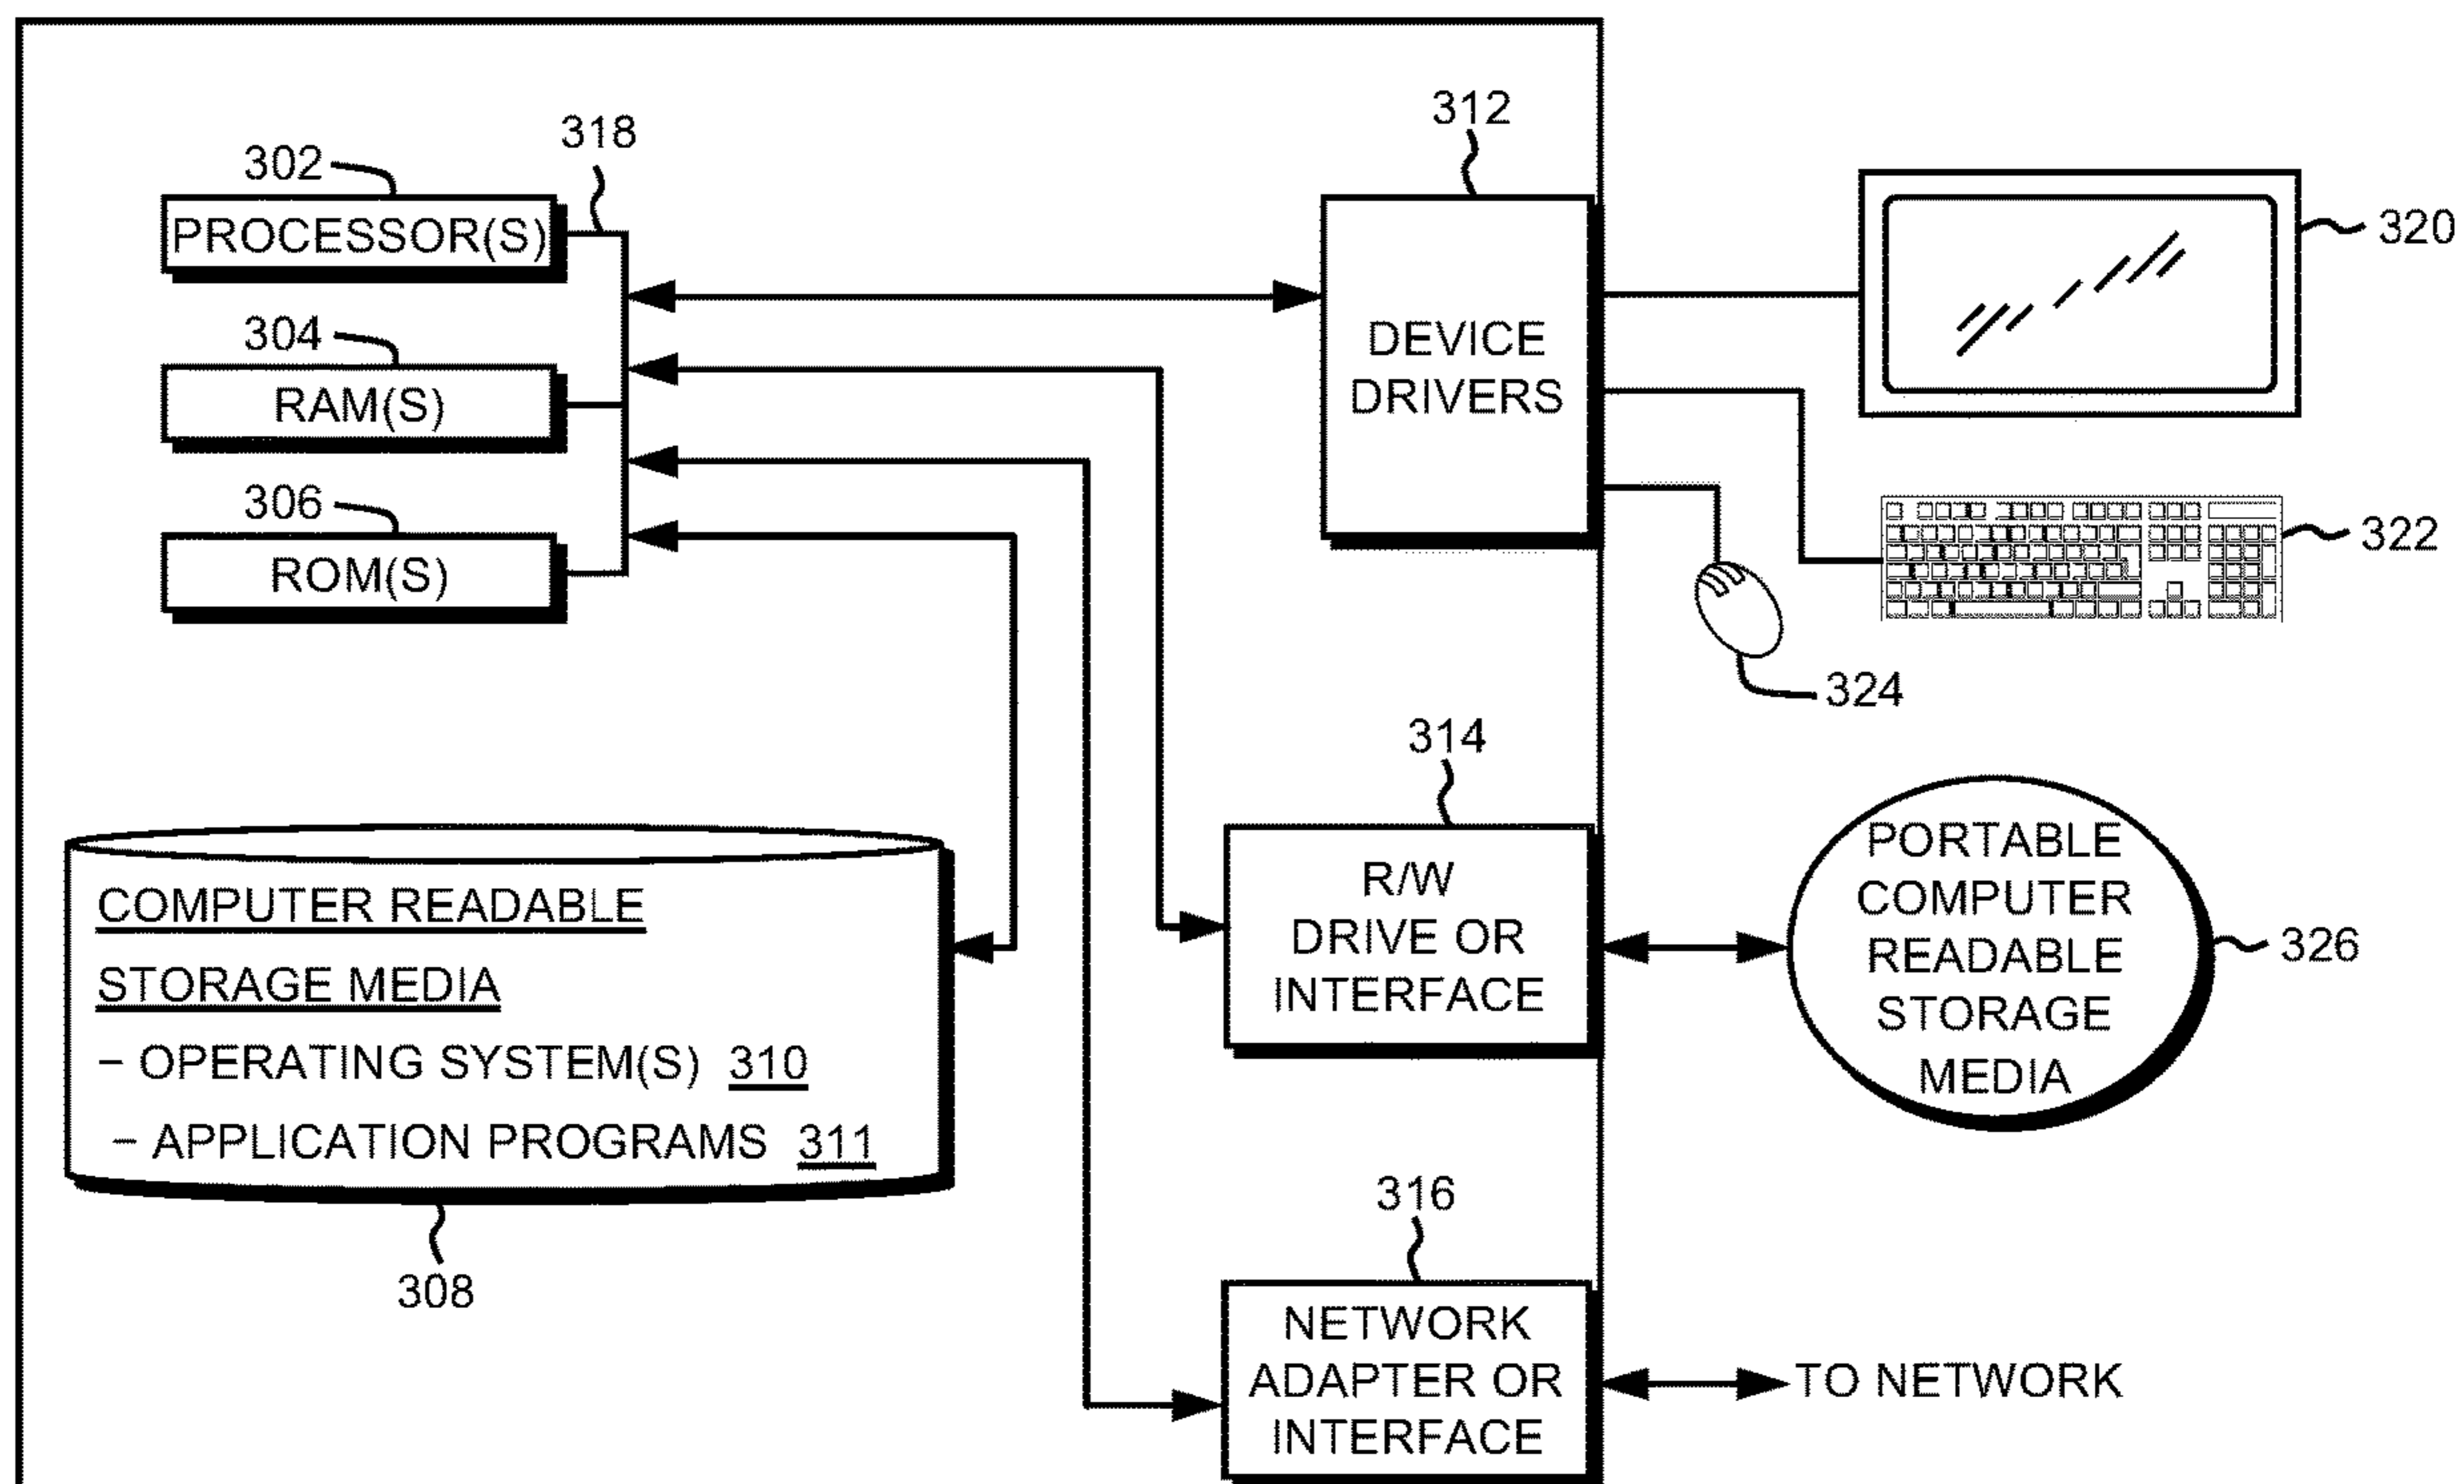 312
318
302
PROCESSOR(S)
320
304
RAM(S)
DEVICE
DRIVERS
306
ROM(S)
322
324
314
PORTABLE
COMPUTER
READABLE
STORAGE
MEDIA
326
R/W
DRIVE OR
INTERFACE
COMPUTER READABLE
STORAGE MEDIA
– OPERATING SYSTEM(S) 310
– APPLICATION PROGRAMS 311
308
316
NETWORK
ADAPTER OR
INTERFACE
TO NETWORK